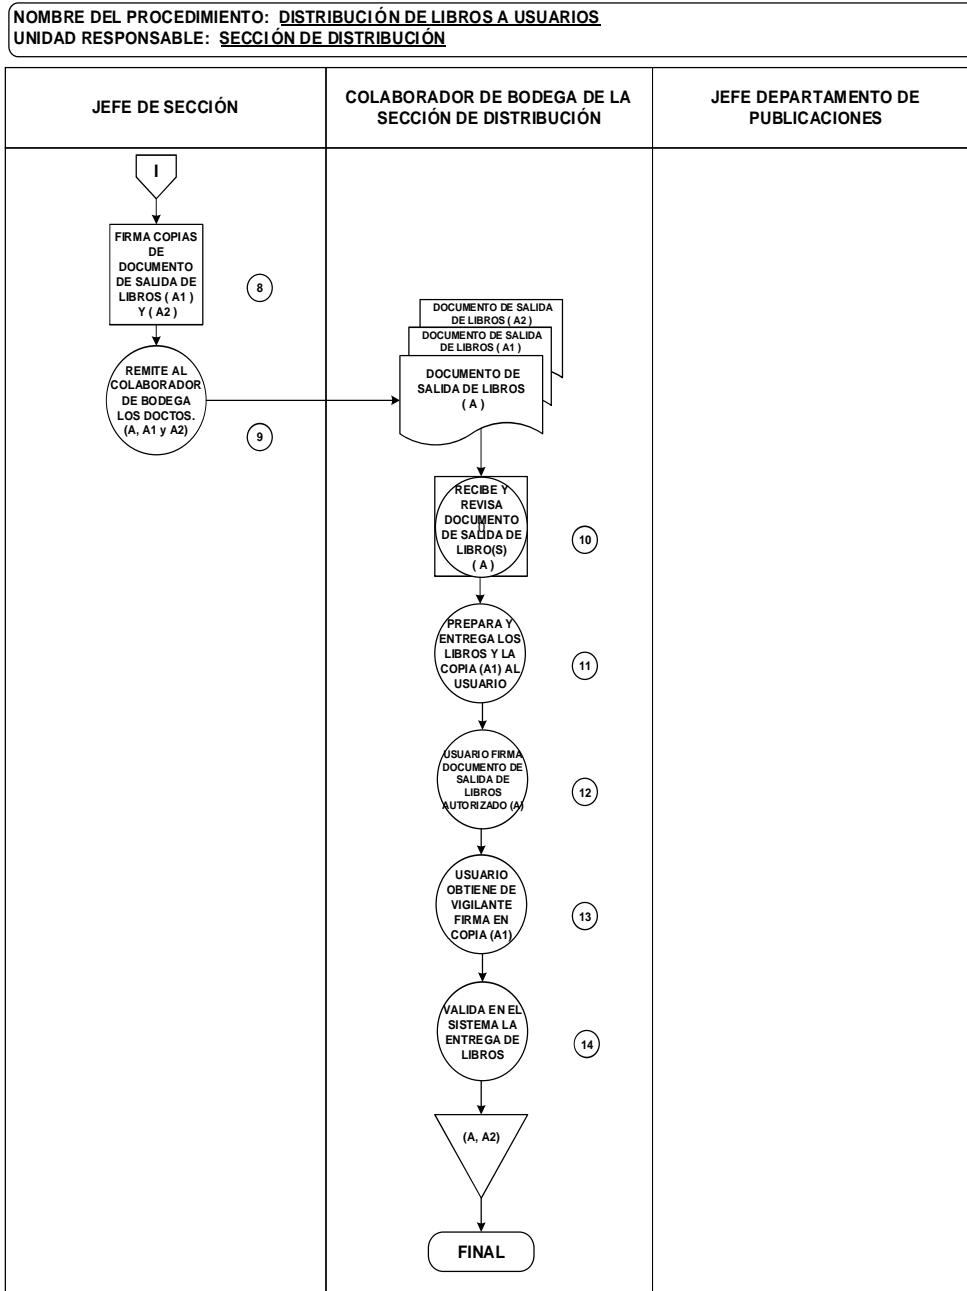 NOMBRE DEL PROCEDIMIENTO: DISTRIBUCIÓN DE LIBROS A USUARIOS
UNIDAD RESPONSABLE: SECCIÓN DE DISTRIBUCIÓN
JEFE DE SECCIÓN
COLABORADOR DE BODEGA DE LA
SECCIÓN DE DISTRIBUCIÓN
JEFE DEPARTAMENTO DE
PUBLICACIONES
I
FIRMA COPIAS
DE
DOCUMENTO
DE SALIDA DE
LIBROS ( A1 )
Y ( A2 )
8
REMITE AL
COLABORADOR
DE BODEGA
LOS DOCTOS.
(A, A1 y A2)
9
DOCUMENTO DE SALIDA
DE LIBROS ( A2 )
DOCUMENTO DE SALIDA
DE LIBROS ( A1 )
DOCUMENTO DE
SALIDA DE LIBROS
( A )
RECIBE Y
REVISA
DOCUMENTO
DE SALIDA DE
LIBRO(S)
( A )
10
PREPARA Y
ENTREGA LOS
LIBROS Y LA
COPIA (A1) AL
USUARIO
11
USUARIO FIRMA
DOCUMENTO DE
SALIDA DE
LIBROS
AUTORIZADO (A)
12
USUARIO
OBTIENE DE
VIGILANTE
FIRMA EN
COPIA (A1)
13
VALIDA EN EL
SISTEMA LA
ENTREGA DE
LIBROS
14
(A, A2)
FINAL